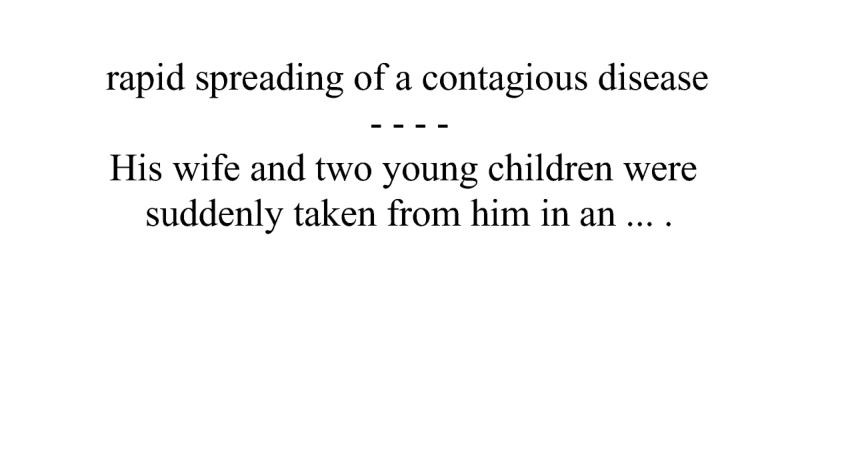 rapid spreading of a contagious disease
- - - -
His wife and two young children were
suddenly taken from him in an ... .